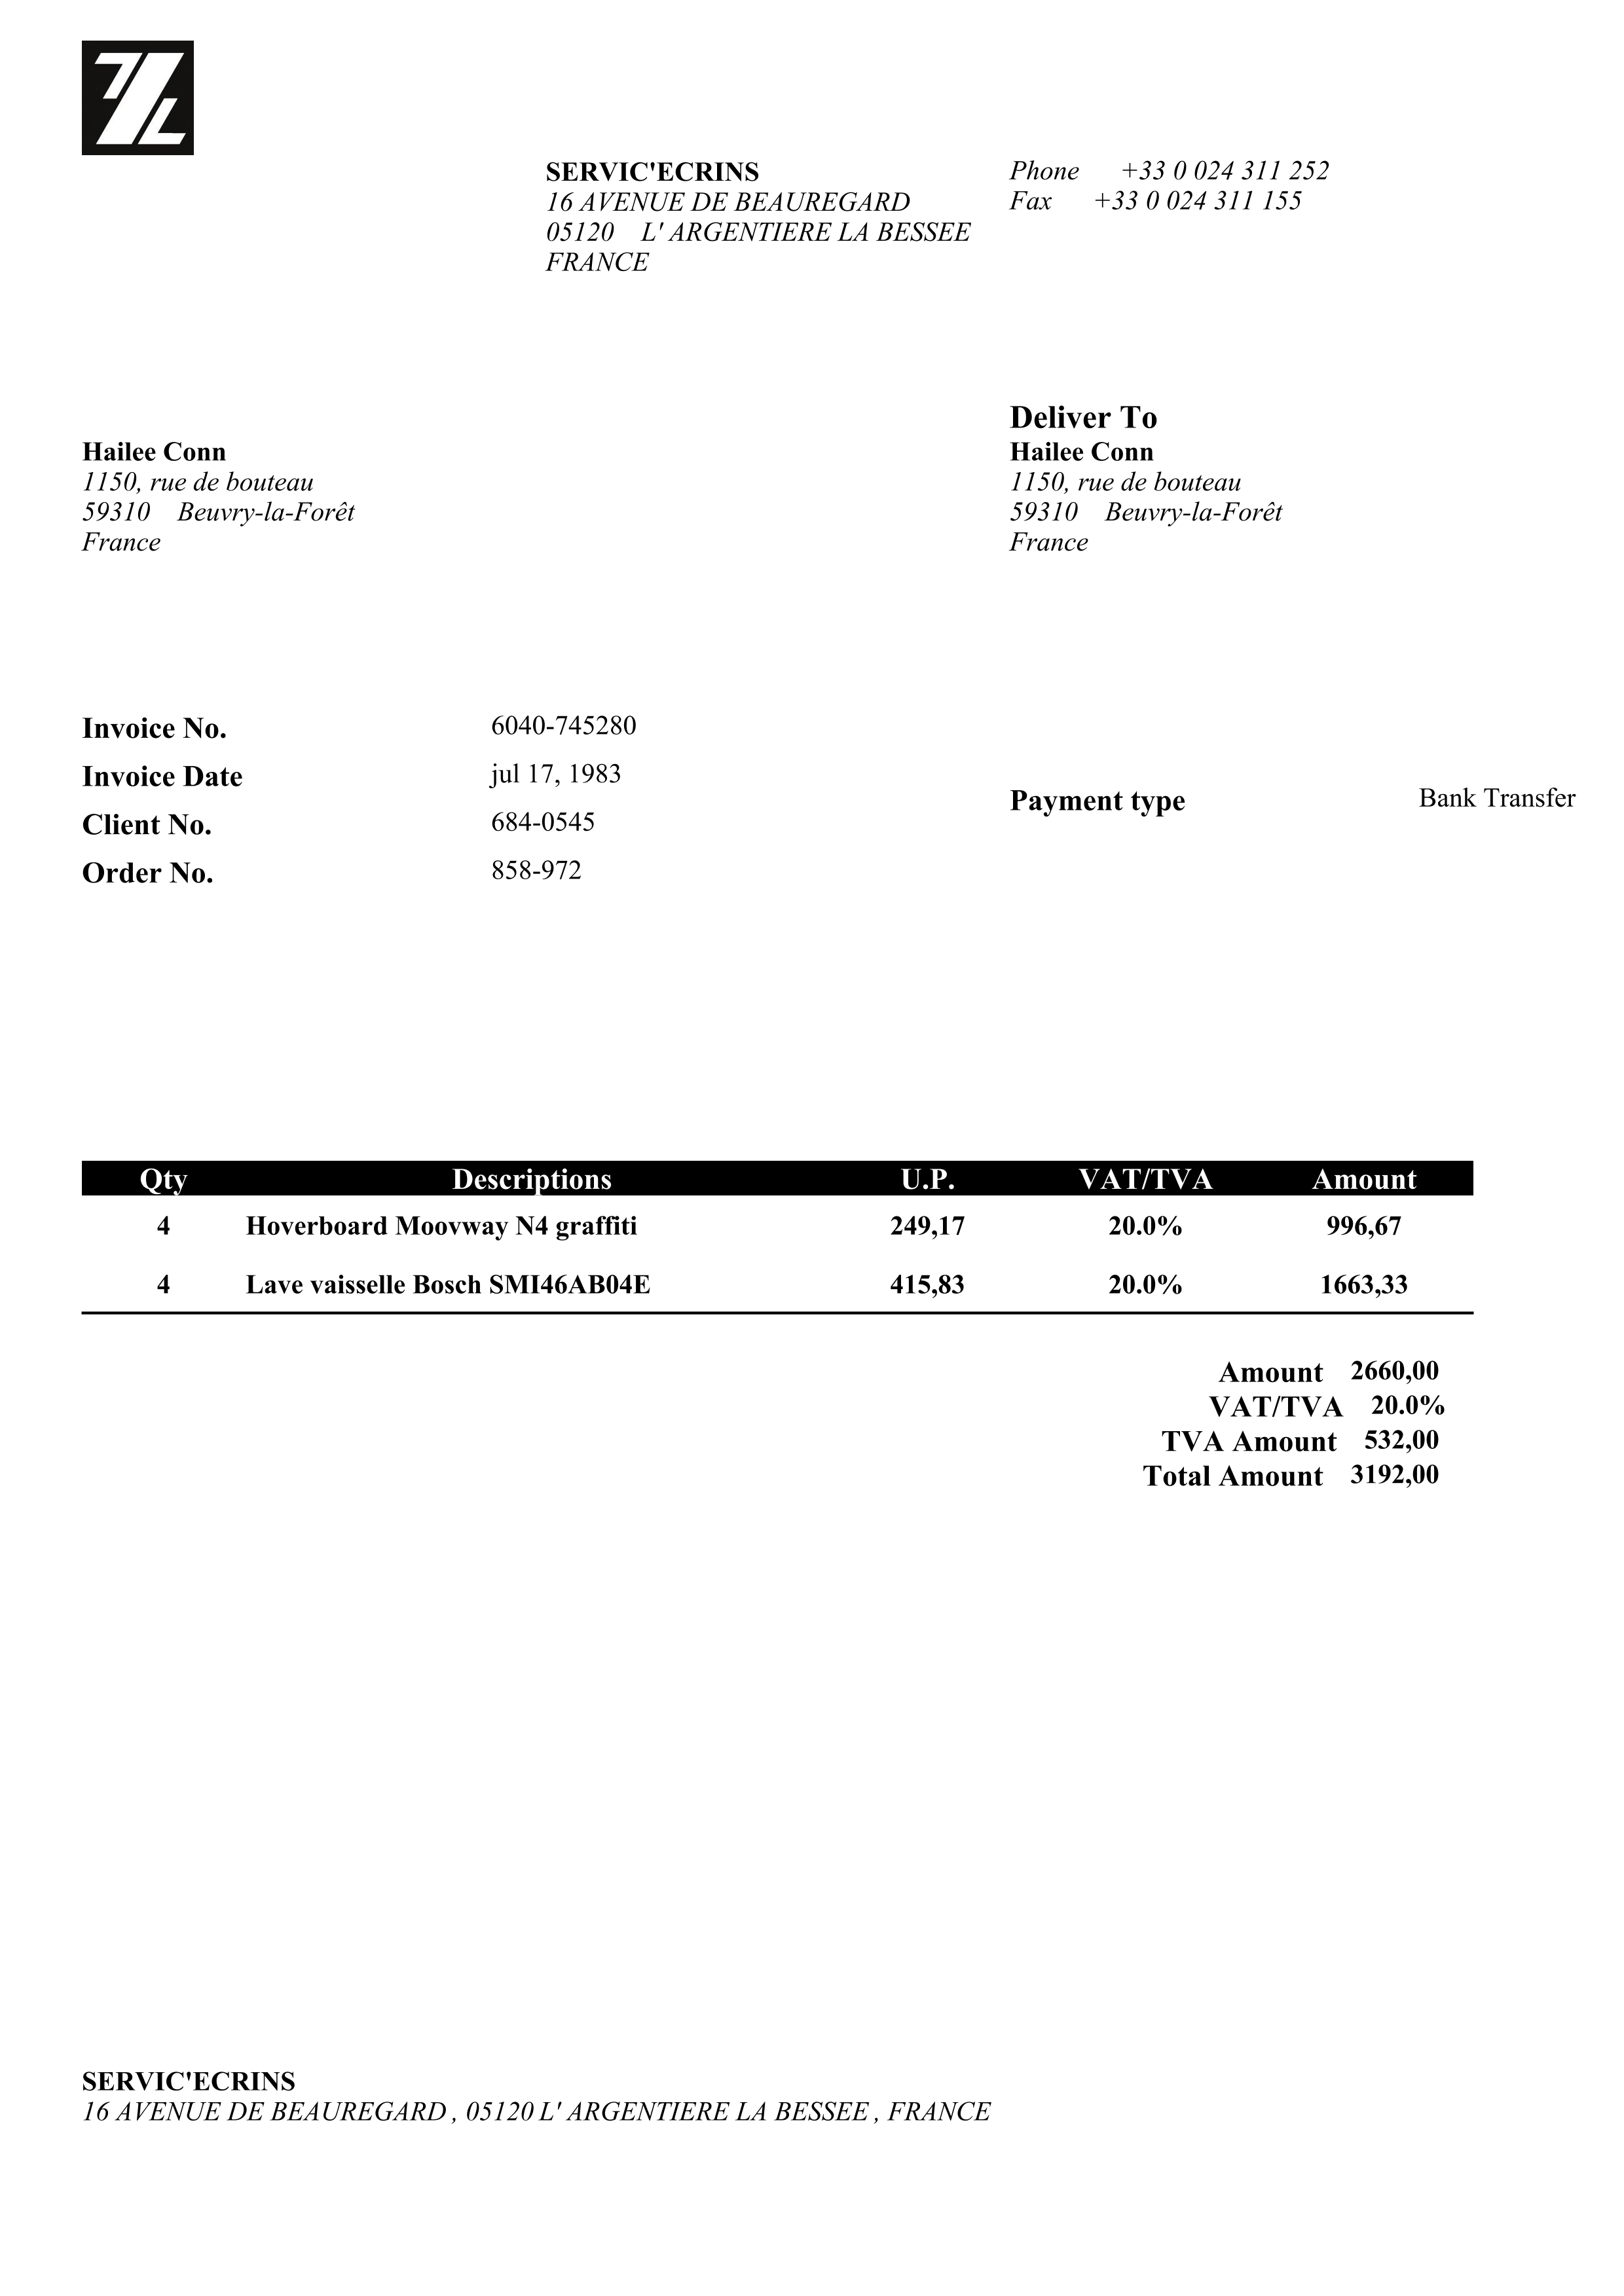 SERVIC'ECRINS
16 AVENUE DE BEAUREGARD
05120 L' ARGENTIERE LA BESSEE
FRANCE
Phone +33 0 024 311 252
Fax +33 0 024 311 155
Hailee Conn
1150, rue de bouteau
59310 Beuvry-la-Forêt
France
Deliver To
Hailee Conn
1150, rue de bouteau
59310 Beuvry-la-Forêt
France
Invoice No. 6040-745280
Invoice Date jul 17, 1983
Client No. 684-0545
Order No. 858-972
Payment type Bank Transfer
Qty Descriptions U.P. VAT/TVA Amount
4 Hoverboard Moovway N4 graffiti 249,17 20.0% 996,67
4 Lave vaisselle Bosch SMI46AB04E 415,83 20.0% 1663,33
Amount 2660,00
VAT/TVA 20.0%
TVA Amount 532,00
Total Amount 3192,00
SERVIC'ECRINS
16 AVENUE DE BEAUREGARD , 05120 L' ARGENTIERE LA BESSEE , FRANCE